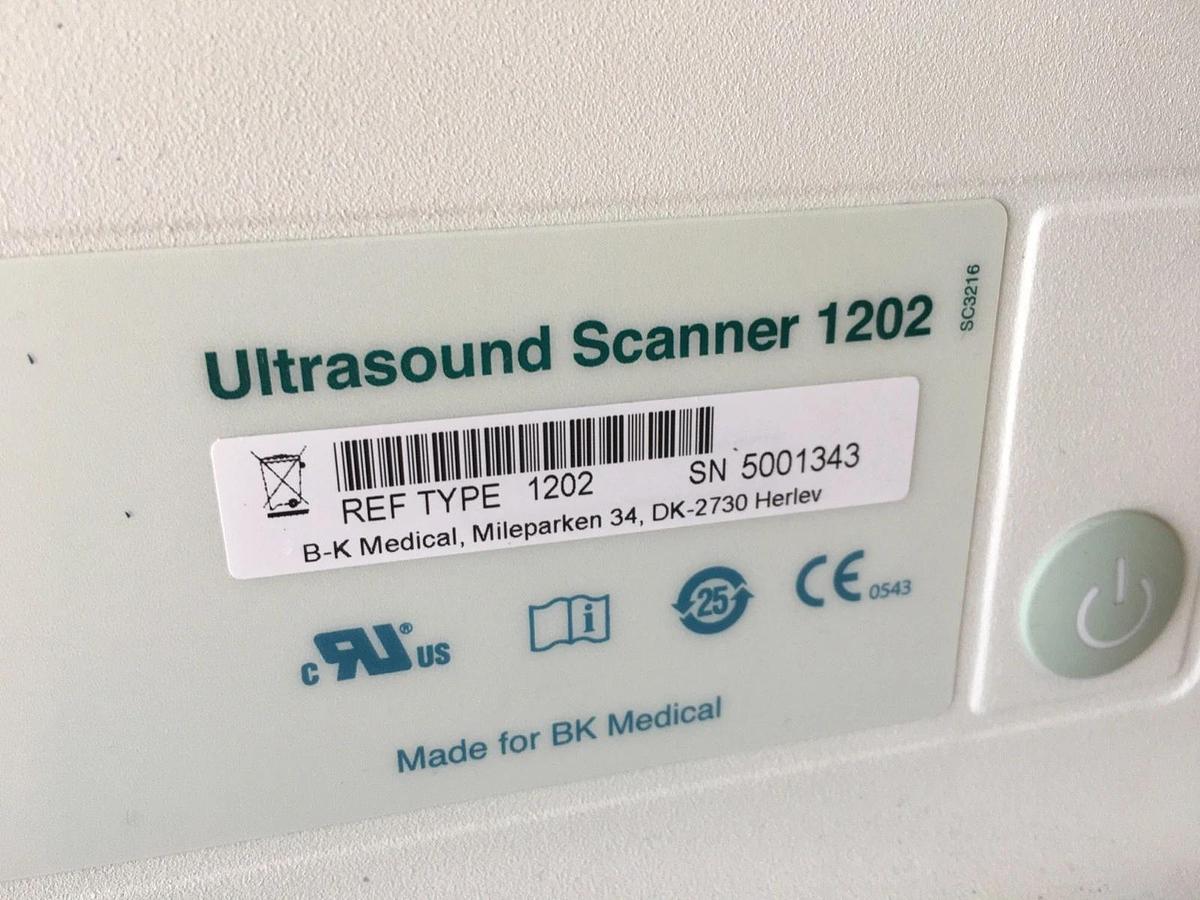 Ultrasound Scanner 1202
SC3216
REF TYPE 1202 SN 5001343
B-K Medical, Mileparken 34, DK-2730 Herlev
c RU® US
i
25
CE 0543
Made for BK Medical